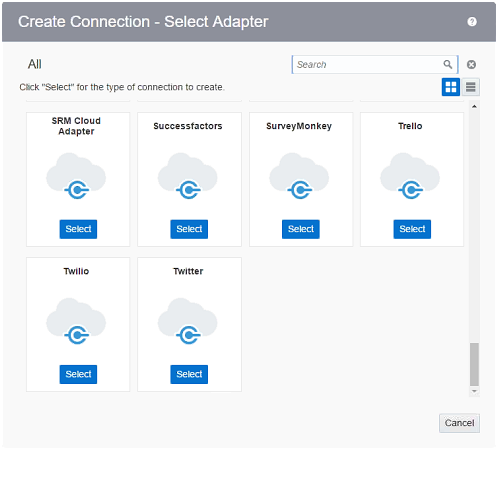 Create Connection - Select Adapter
?
All
Search
Click "Select" for the type of connection to create.
SRM Cloud
Adapter
Successfactors
SurveyMonkey
Trello
Select
Select
Select
Select
Twilio
Twitter
Select
Select
Cancel